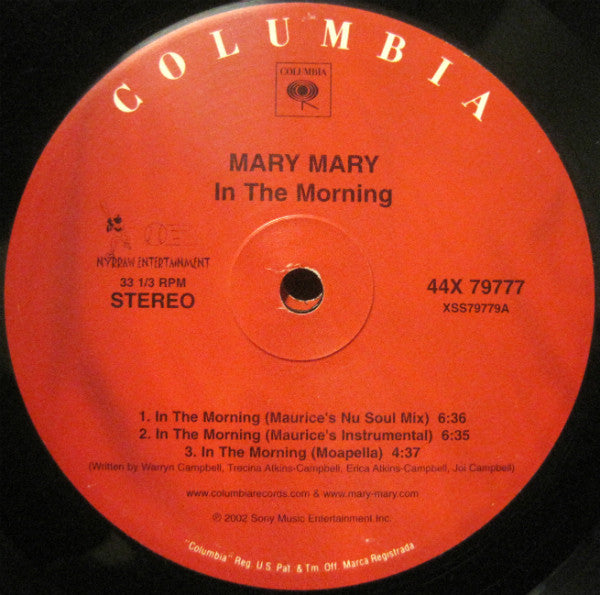 COLUMBIA
COLUMBIA
MARY MARY
In The Morning
NYRRAW ENTERTAINMENT
33 1/3 RPM
STEREO
44X 79777
XSS79779A
1. In The Morning (Maurice's Nu Soul Mix) 6:36
2. In The Morning (Maurice's Instrumental) 6:35
3. In The Morning (Moapella) 4:37
(Written by Warryn Campbell, Trecina Atkins-Campbell, Erica Atkins-Campbell, Joi Campbell)
www.columbiarecords.com & www.mary-mary.com
℗ 2002 Sony Music Entertainment Inc.
"Columbia" Reg. U.S. Pat. & Tm. Off. Marca Registrada